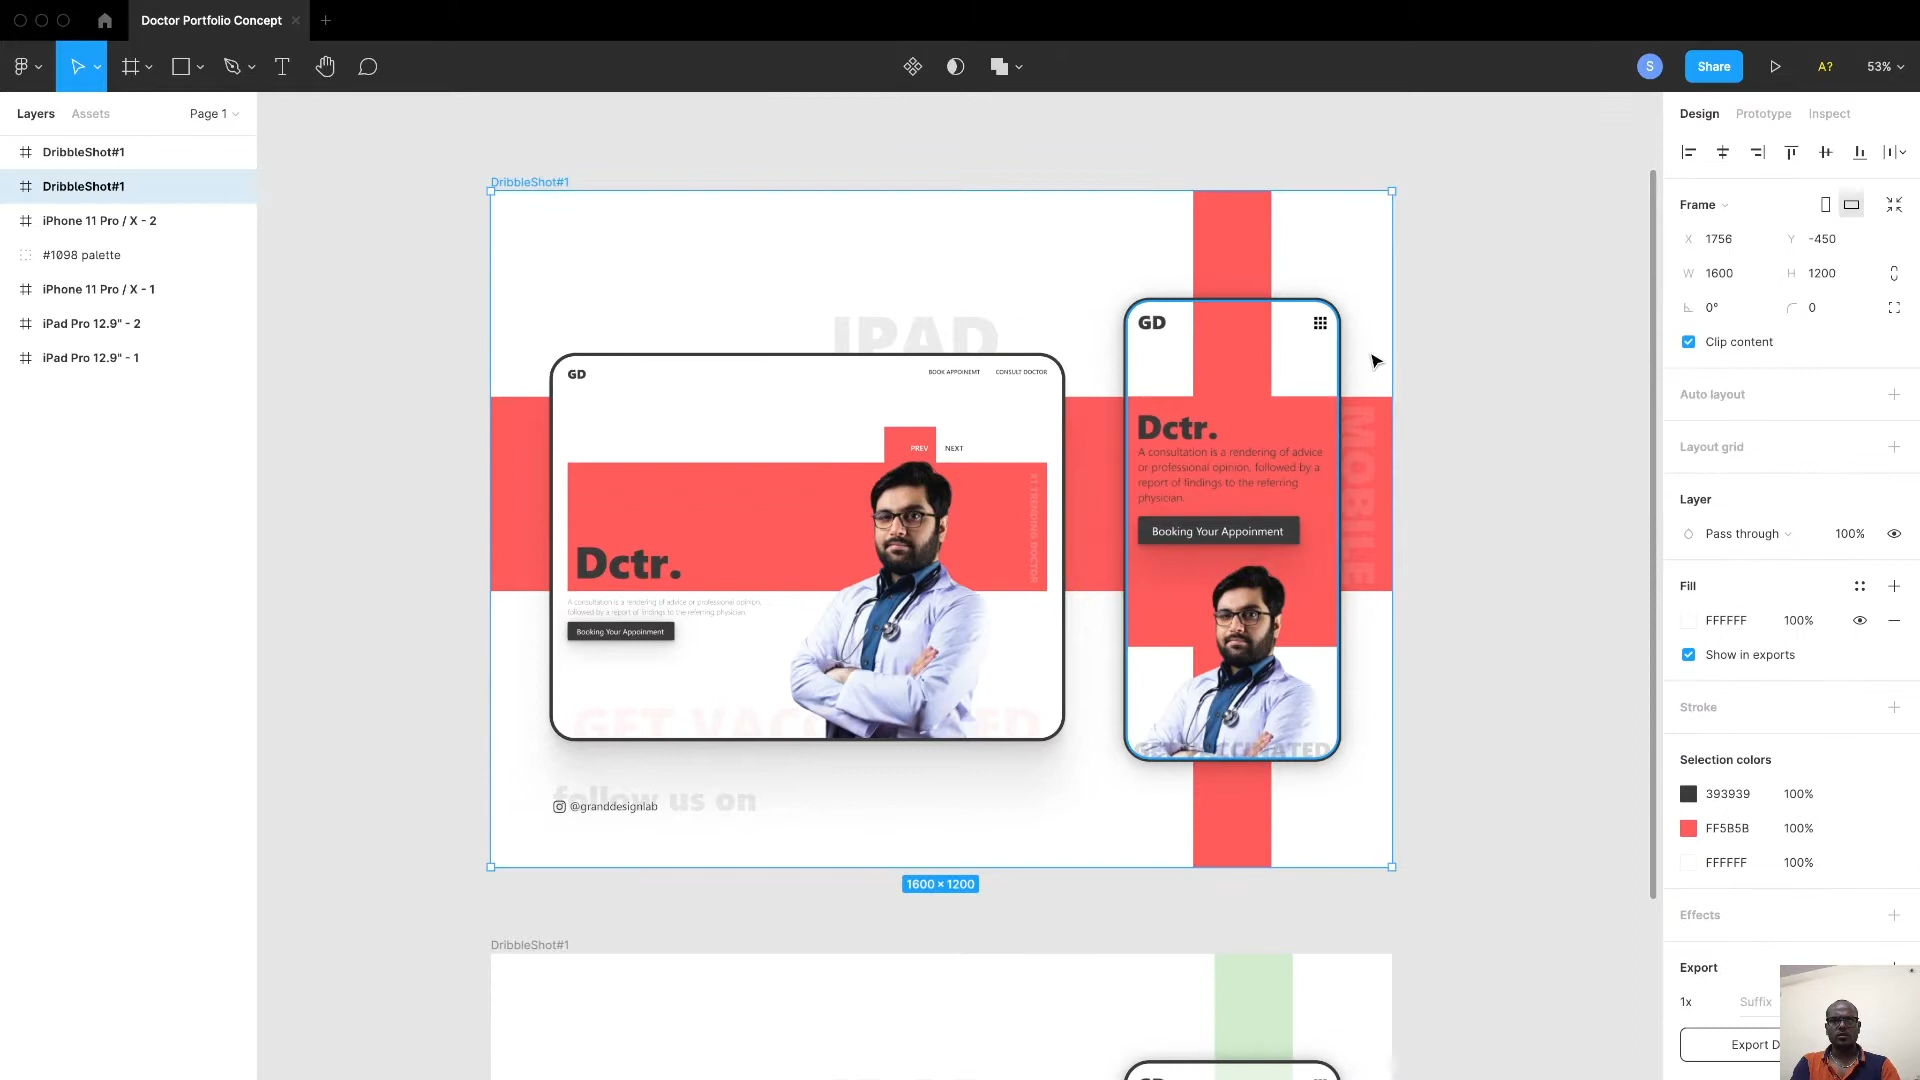 Doctor Portfolio Concept
S
Share
A?
53%
Layers
Assets
Page 1
DribbleShot#1
DribbleShot#1
iPhone 11 Pro / X - 2
#1098 palette
iPhone 11 Pro / X - 1
iPad Pro 12.9" - 2
iPad Pro 12.9" - 1
DribbleShot#1
IPAD
GD
BOOK APPOINEMT
CONSULT DOCTOR
PREV
NEXT
#1 TRENDING DOCTOR
Dctr.
A consultation is a rendering of advice or professional opinion,
followed by a report of findings to the referring physician.
Booking Your Appoinment
GET VACC
ED
follow us on
@granddesignlab
GD
Dctr.
A consultation is a rendering of advice
or professional opinion, followed by a
report of findings to the referring
physician.
Booking Your Appoinment
GET VACCINATED
MOBILE
1600 × 1200
DribbleShot#1
Design
Prototype
Inspect
Frame
X 1756
Y -450
W 1600
H 1200
0°
0
Clip content
Auto layout
Layout grid
Layer
Pass through
100%
Fill
FFFFFF
100%
Show in exports
Stroke
Selection colors
393939
100%
FF5B5B
100%
FFFFFF
100%
Effects
Export
1x
Suffix
Export D